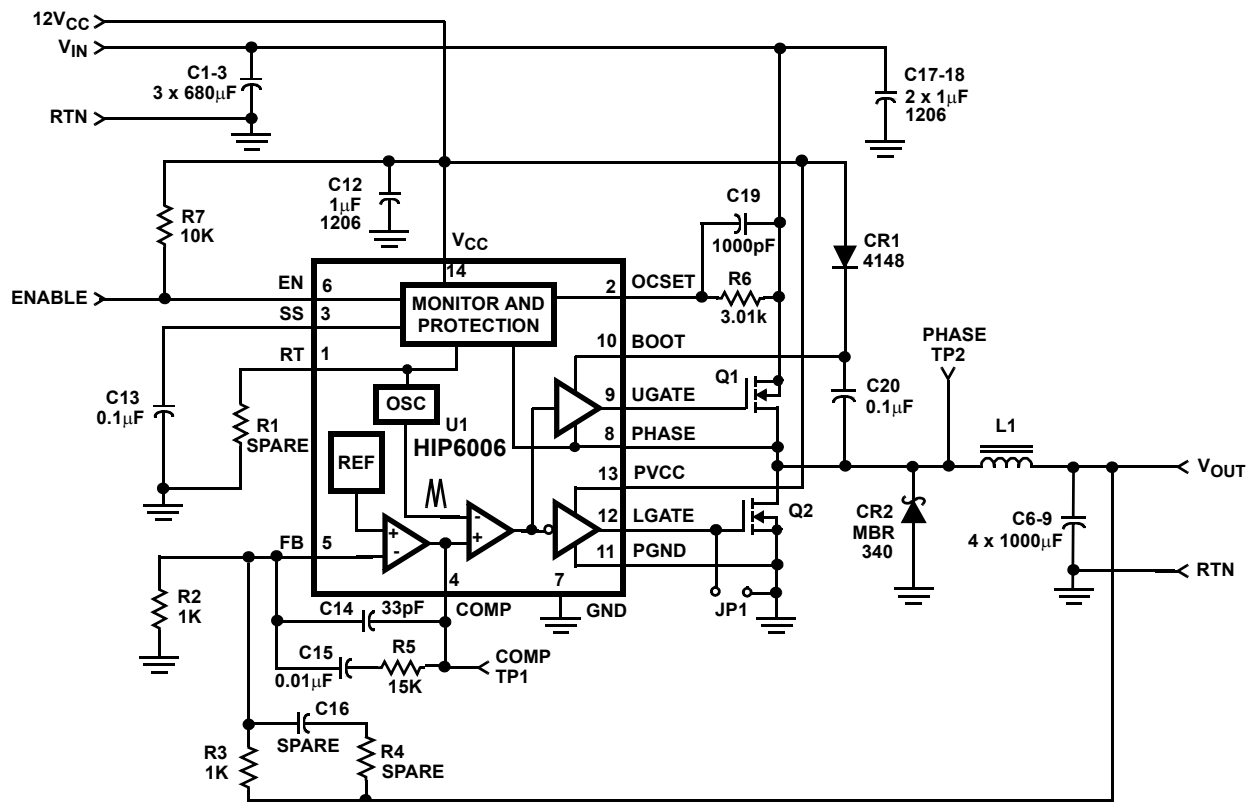 12VCC
VIN
C1-3
3 x 680μF
RTN
C17-18
2 x 1μF
1206
R7
10K
C12
1μF
1206
C19
1000pF
VCC
14
CR1
4148
ENABLE
EN
6
MONITOR AND
PROTECTION
2
OCSET
R6
3.01k
SS
3
RT
1
10
BOOT
PHASE
TP2
C13
0.1μF
R1
SPARE
OSC
U1
HIP6006
REF
9
UGATE
Q1
C20
0.1μF
8
PHASE
L1
13
PVCC
VOUT
+
-
-
+
12
LGATE
Q2
CR2
MBR
340
C6-9
4 x 1000μF
FB
5
11
PGND
RTN
4
7
R2
1K
C14
33pF
COMP
GND
JP1
C15
0.01μF
R5
15K
COMP
TP1
C16
SPARE
R3
1K
R4
SPARE